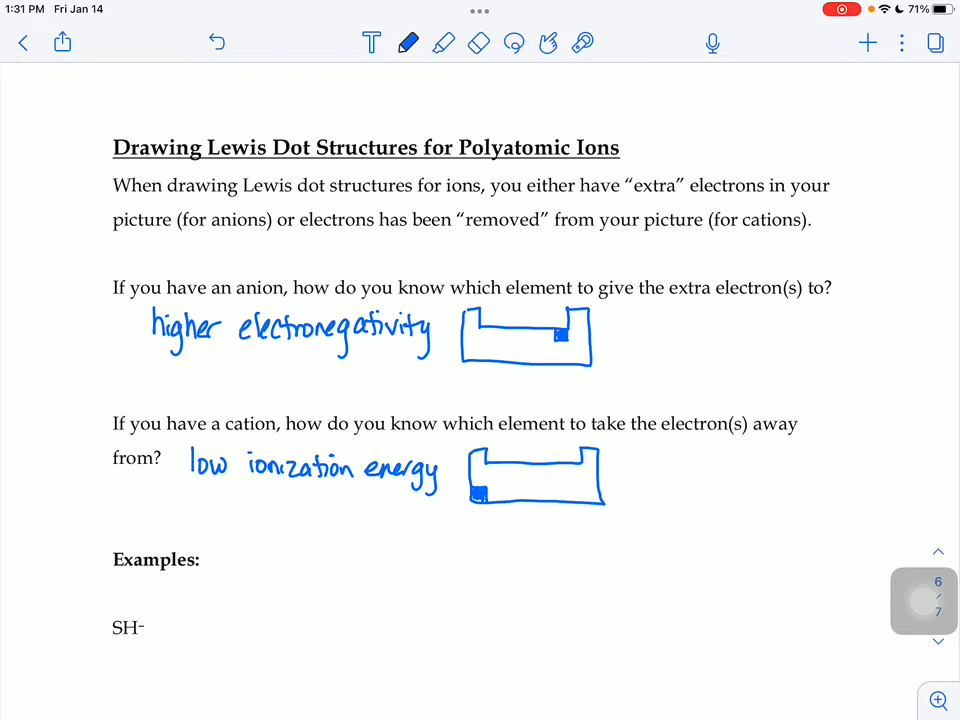 1:31 PM Fri Jan 14
71%
Drawing Lewis Dot Structures for Polyatomic Ions
When drawing Lewis dot structures for ions, you either have “extra” electrons in your
picture (for anions) or electrons has been “removed” from your picture (for cations).
If you have an anion, how do you know which element to give the extra electron(s) to?
higher electronegativity
If you have a cation, how do you know which element to take the electron(s) away
from? low ionization energy
Examples:
6
/
7
SH-